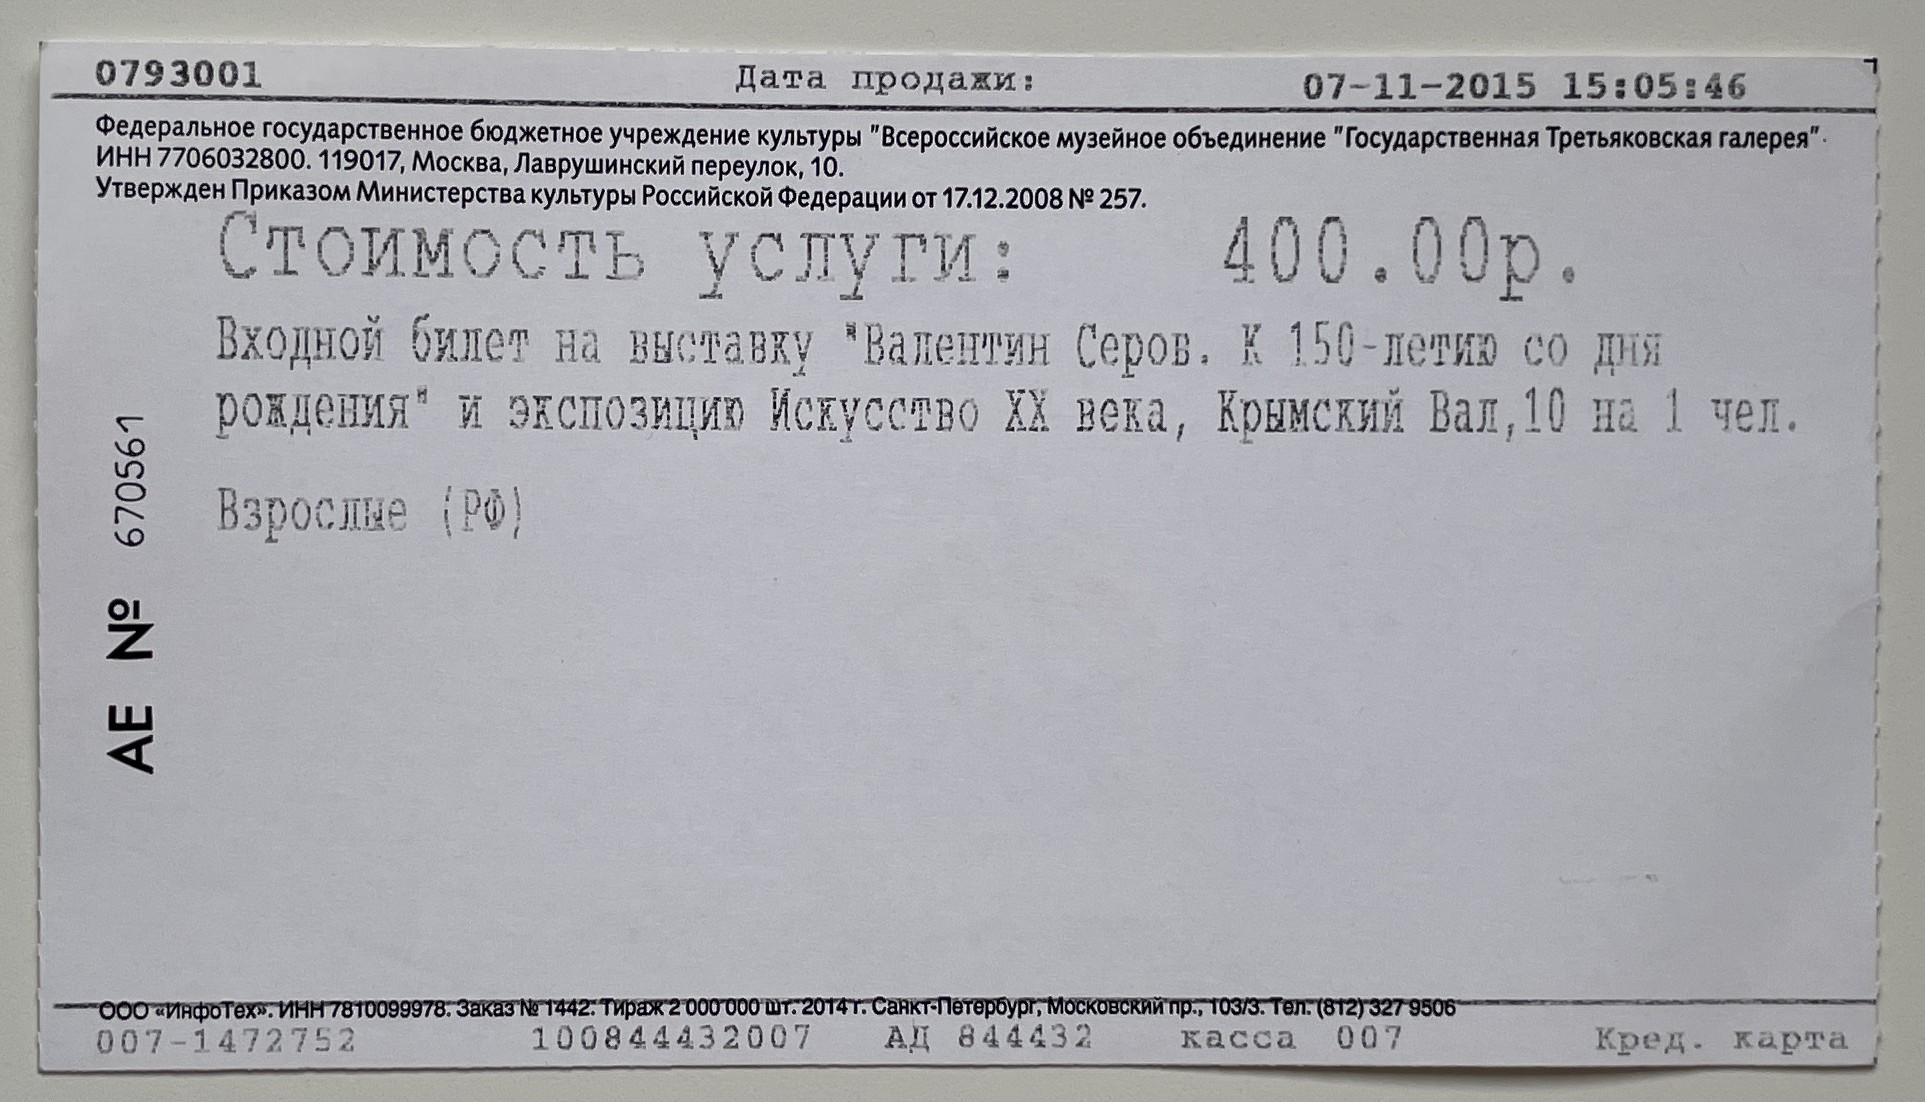 0793001 Дата продажи: 07-11-2015 15:05:46
Федеральное государственное бюджетное учреждение культуры "Всероссийское музейное объединение "Государственная Третьяковская галерея".
ИНН 7706032800. 119017, Москва, Лаврушинский переулок, 10.
Утвержден Приказом Министерства культуры Российской Федерации от 17.12.2008 № 257.
Стоимость услуги: 400.00р.
Входной билет на выставку "Валентин Серов. К 150-летию со дня
рождения" и экспозицию Искусство XX века, Крымский Вал,10 на 1 чел.
Взрослые (РФ)
АЕ № 670561
ООО «ИнфоТех». ИНН 7810099978. Заказ № 1442. Тираж 2 000 000 шт. 2014 г. Санкт-Петербург, Московский пр., 103/3. Тел. (812) 327 9506
007-1472752 100844432007 АД 844432 касса 007 Кред. карта